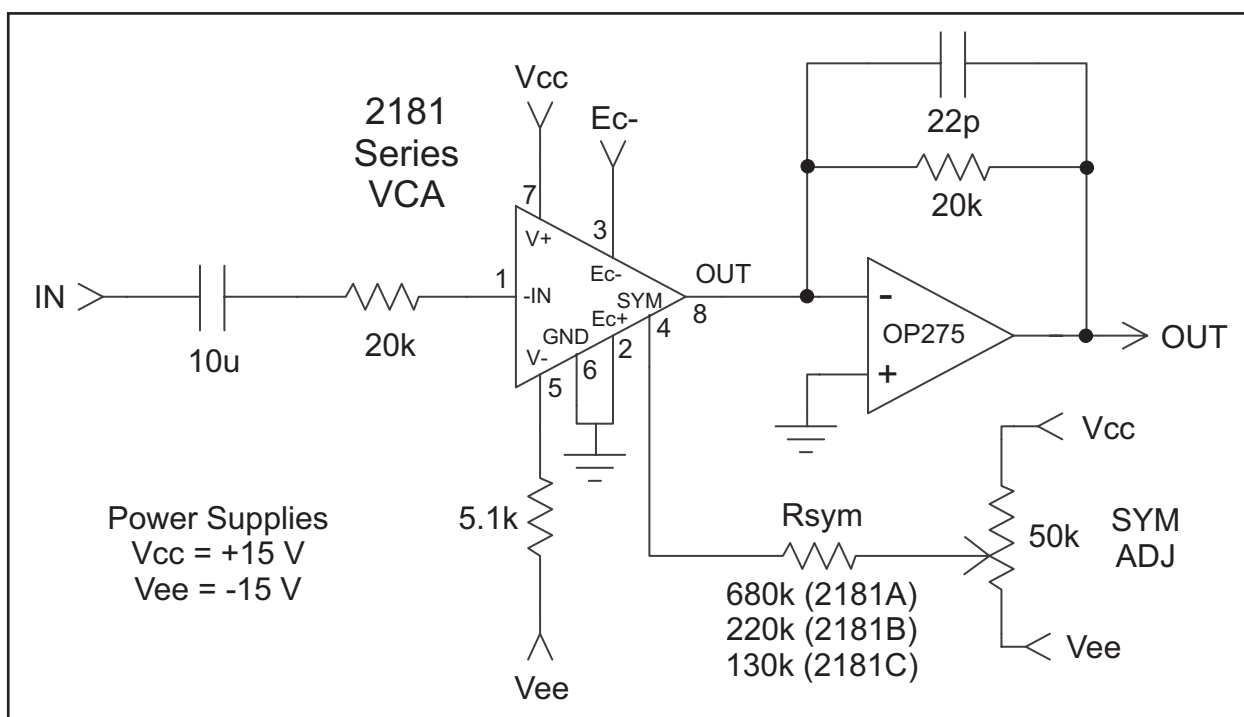 2181
Series
VCA
Vcc
Ec-
7
V+
3
Ec-
1
-IN
IN
10u
20k
SYM
Ec+
GND
V-
OUT
8
4
2
6
5
22p
20k
-
OP275
+
OUT
5.1k
Vee
Power Supplies
Vcc = +15 V
Vee = -15 V
Rsym
680k (2181A)
220k (2181B)
130k (2181C)
Vcc
50k
SYM
ADJ
Vee